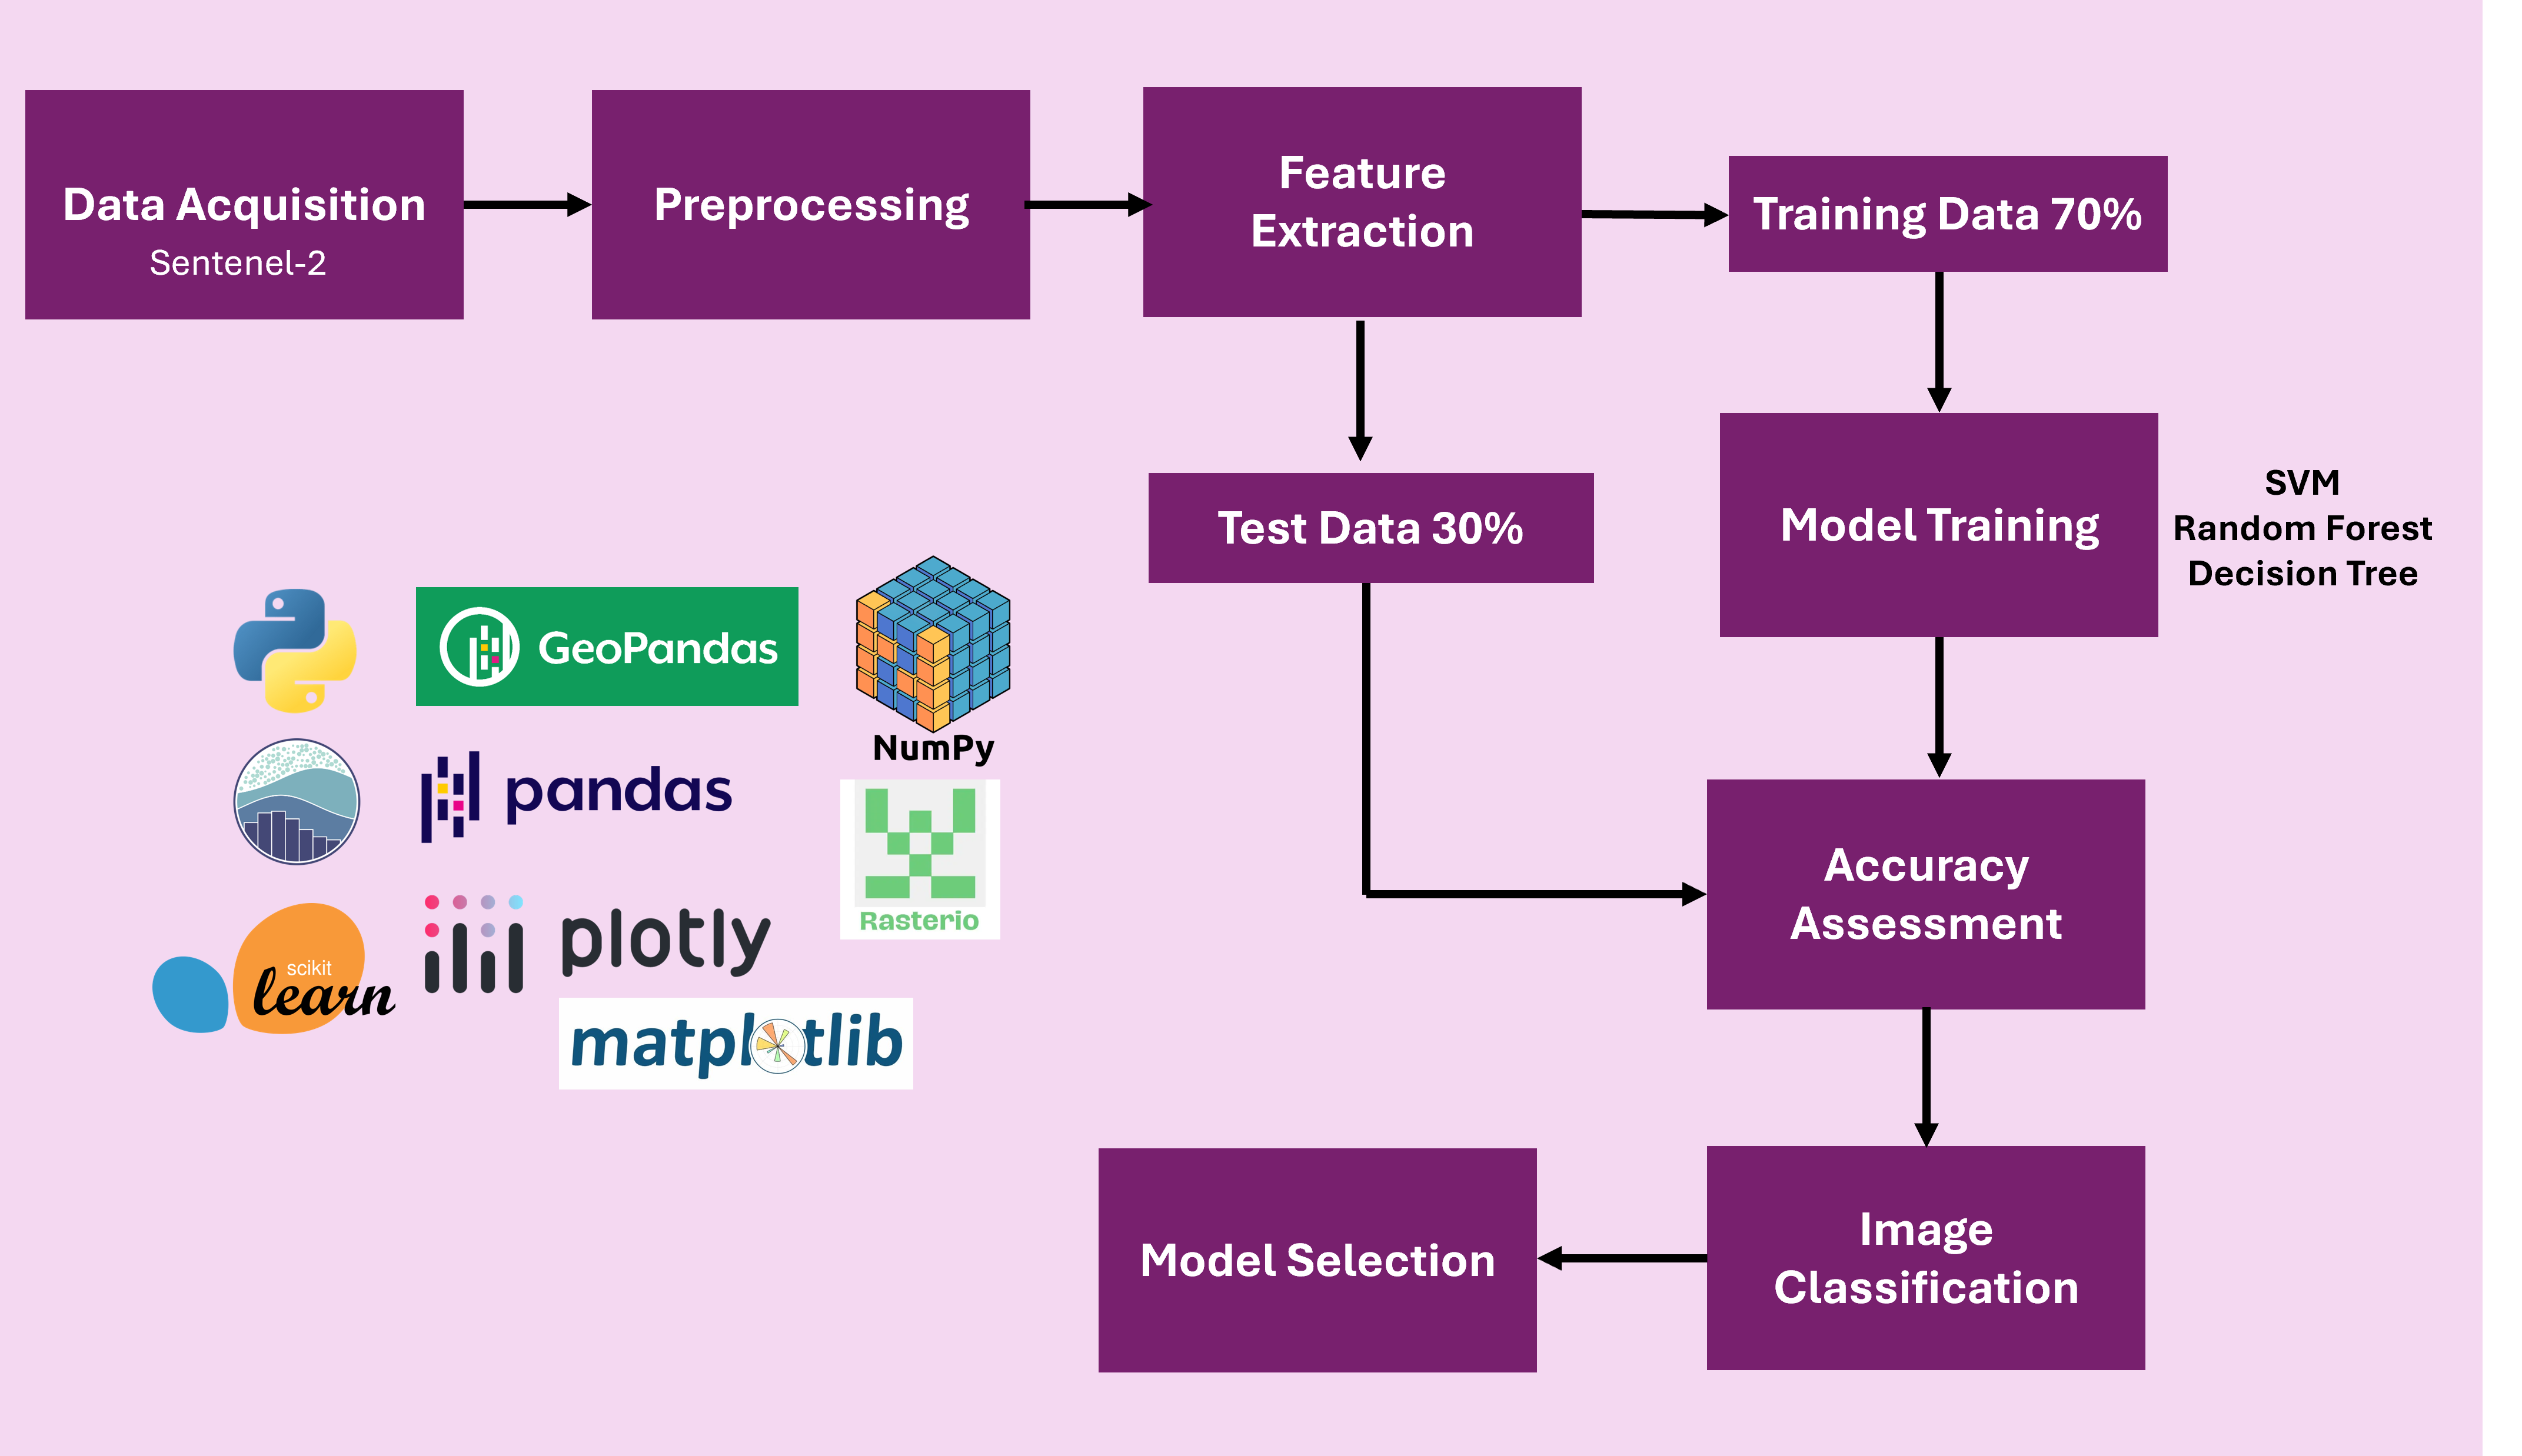 Data Acquisition
Sentenel-2
Preprocessing
Feature
Extraction
Training Data 70%
Test Data 30%
Model Training
SVM
Random Forest
Decision Tree
GeoPandas
NumPy
pandas
Rasterio
scikit
learn
plotly
matplotlib
Accuracy
Assessment
Image
Classification
Model Selection